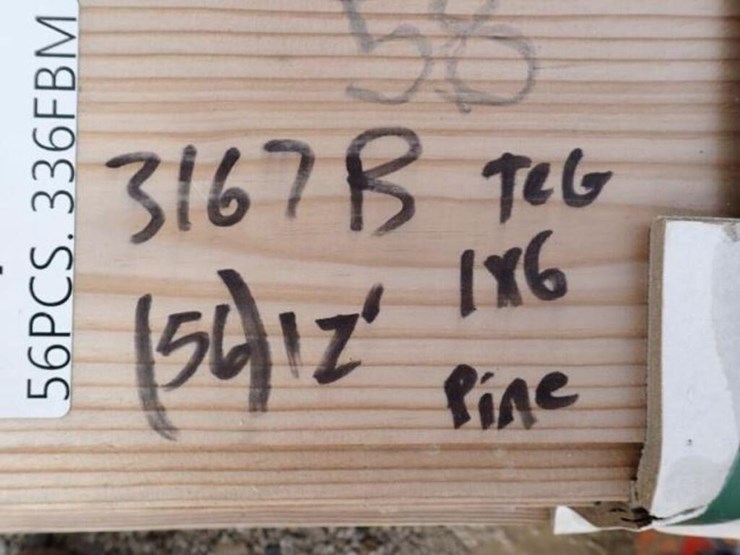 58
56PCS. 336FBM
3167B
T&G
1x6
(56) 12'
Pine